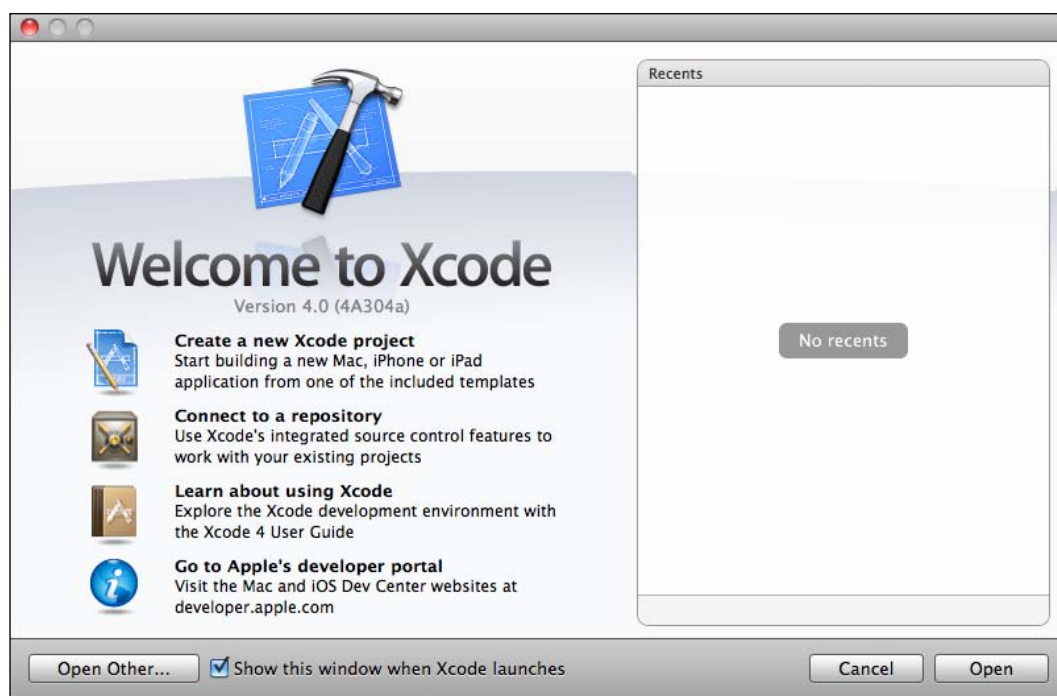 Welcome to Xcode
Version 4.0 (4A304a)
Create a new Xcode project
Start building a new Mac, iPhone or iPad
application from one of the included templates
Connect to a repository
Use Xcode's integrated source control features to
work with your existing projects
Learn about using Xcode
Explore the Xcode development environment with
the Xcode 4 User Guide
Go to Apple's developer portal
Visit the Mac and iOS Dev Center websites at
developer.apple.com
Recents
No recents
Open Other...
Show this window when Xcode launches
Cancel
Open